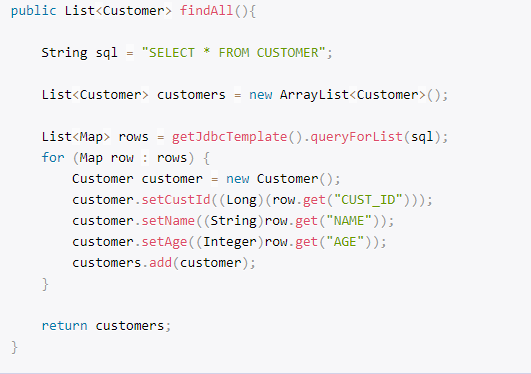 public List<Customer> findAll(){
String sql = "SELECT * FROM CUSTOMER";
List<Customer> customers = new ArrayList<Customer>();
List<Map> rows = getJdbcTemplate().queryForList(sql);
for (Map row : rows) {
Customer customer = new Customer();
customer.setCustId((Long)(row.get("CUST_ID")));
customer.setName((String)row.get("NAME"));
customer.setAge((Integer)row.get("AGE"));
customers.add(customer);
}
return customers;
}